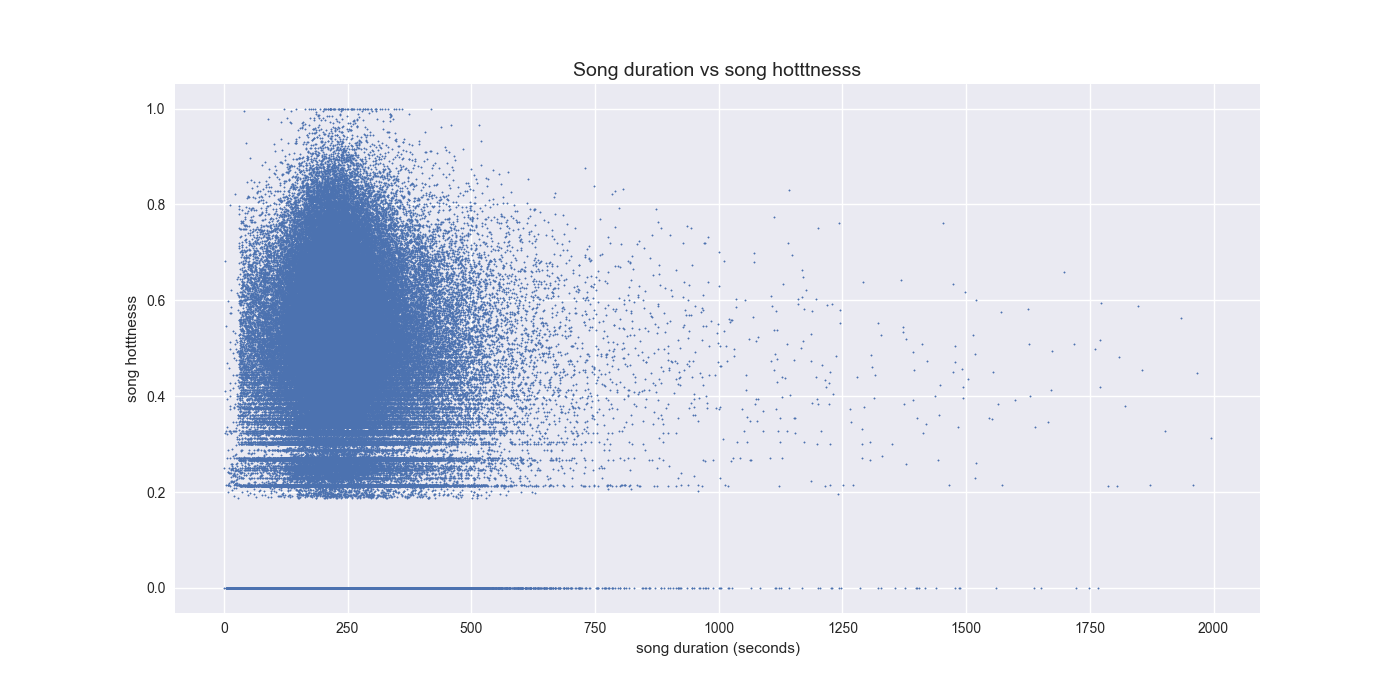 Song duration vs song hotttnesss
1.0
0.8
0.6
0.4
0.2
0.0
song hotttnesss
0 250 500 750 1000 1250 1500 1750 2000
song duration (seconds)